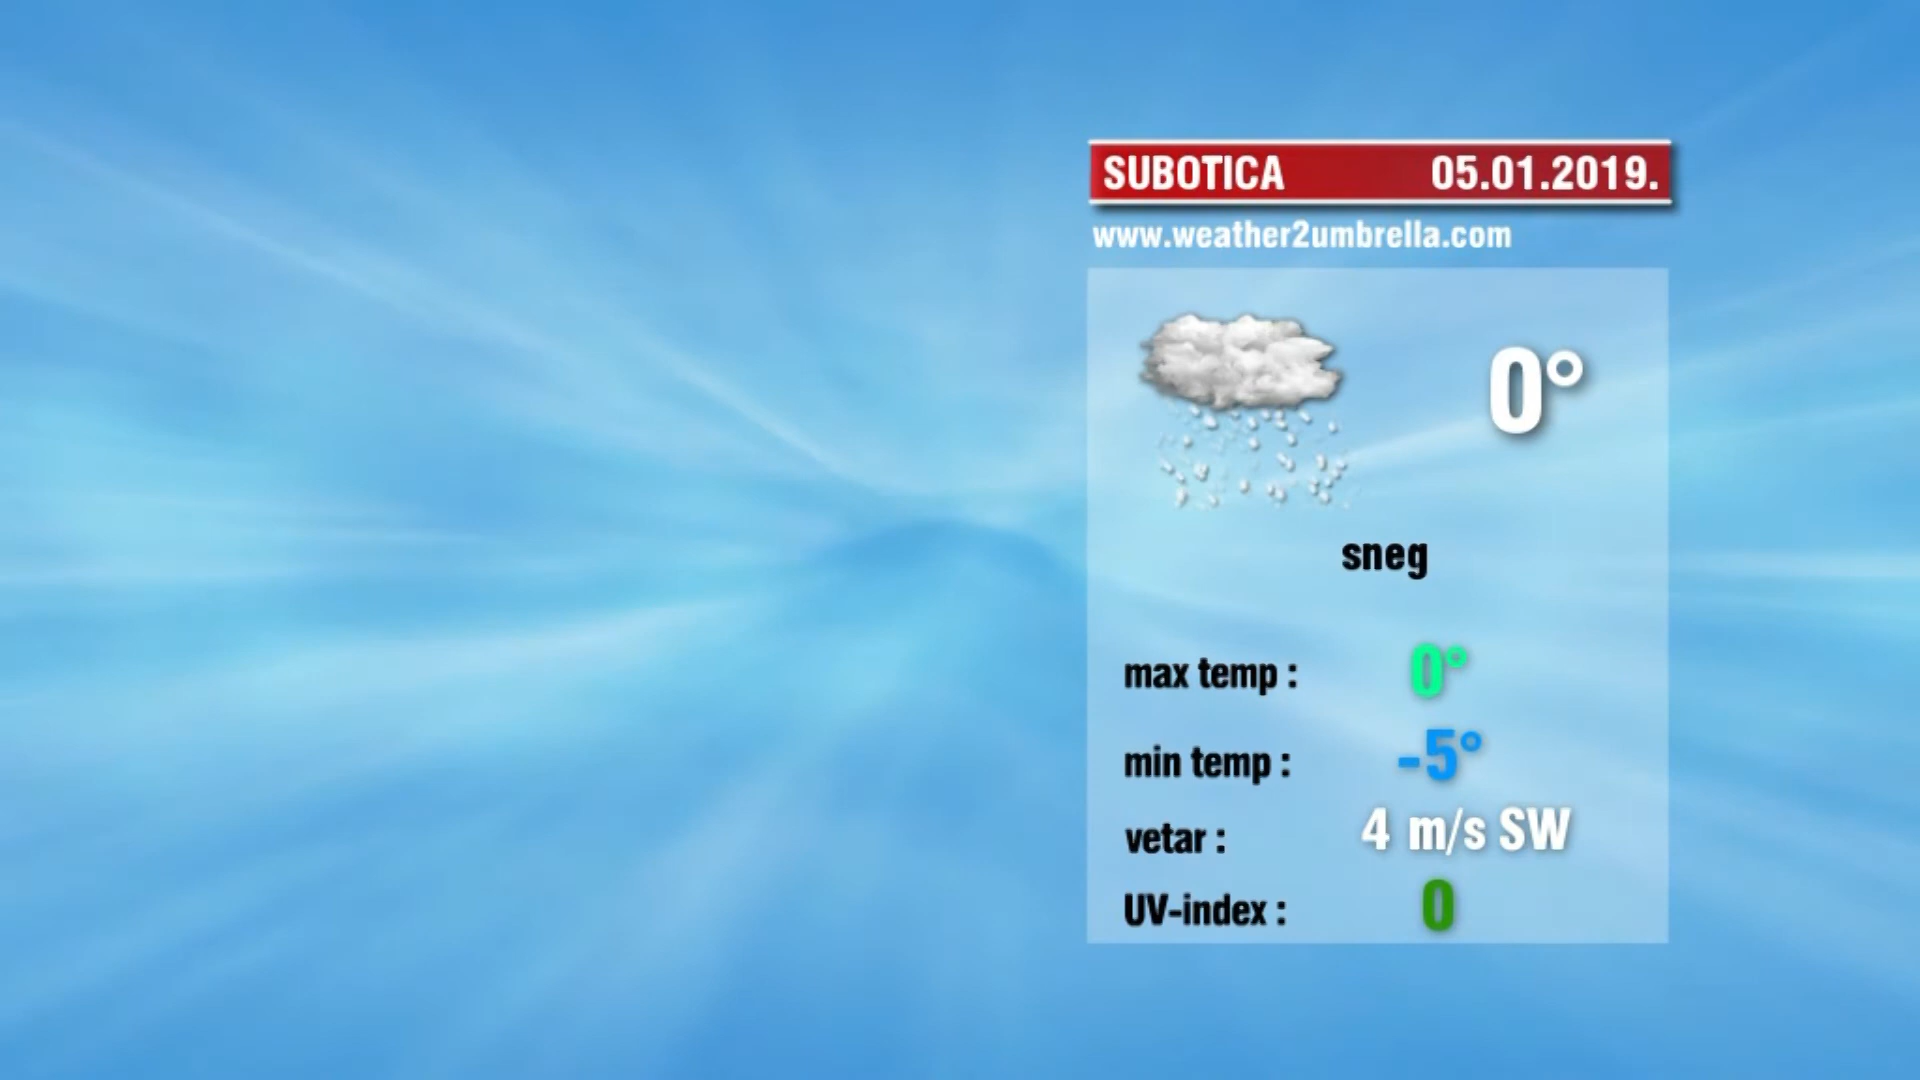 SUBOTICA 05.01.2019.
www.weather2umbrella.com
0°
sneg
max temp : 0°
min temp : -5°
vetar : 4 m/s SW
UV-index : 0